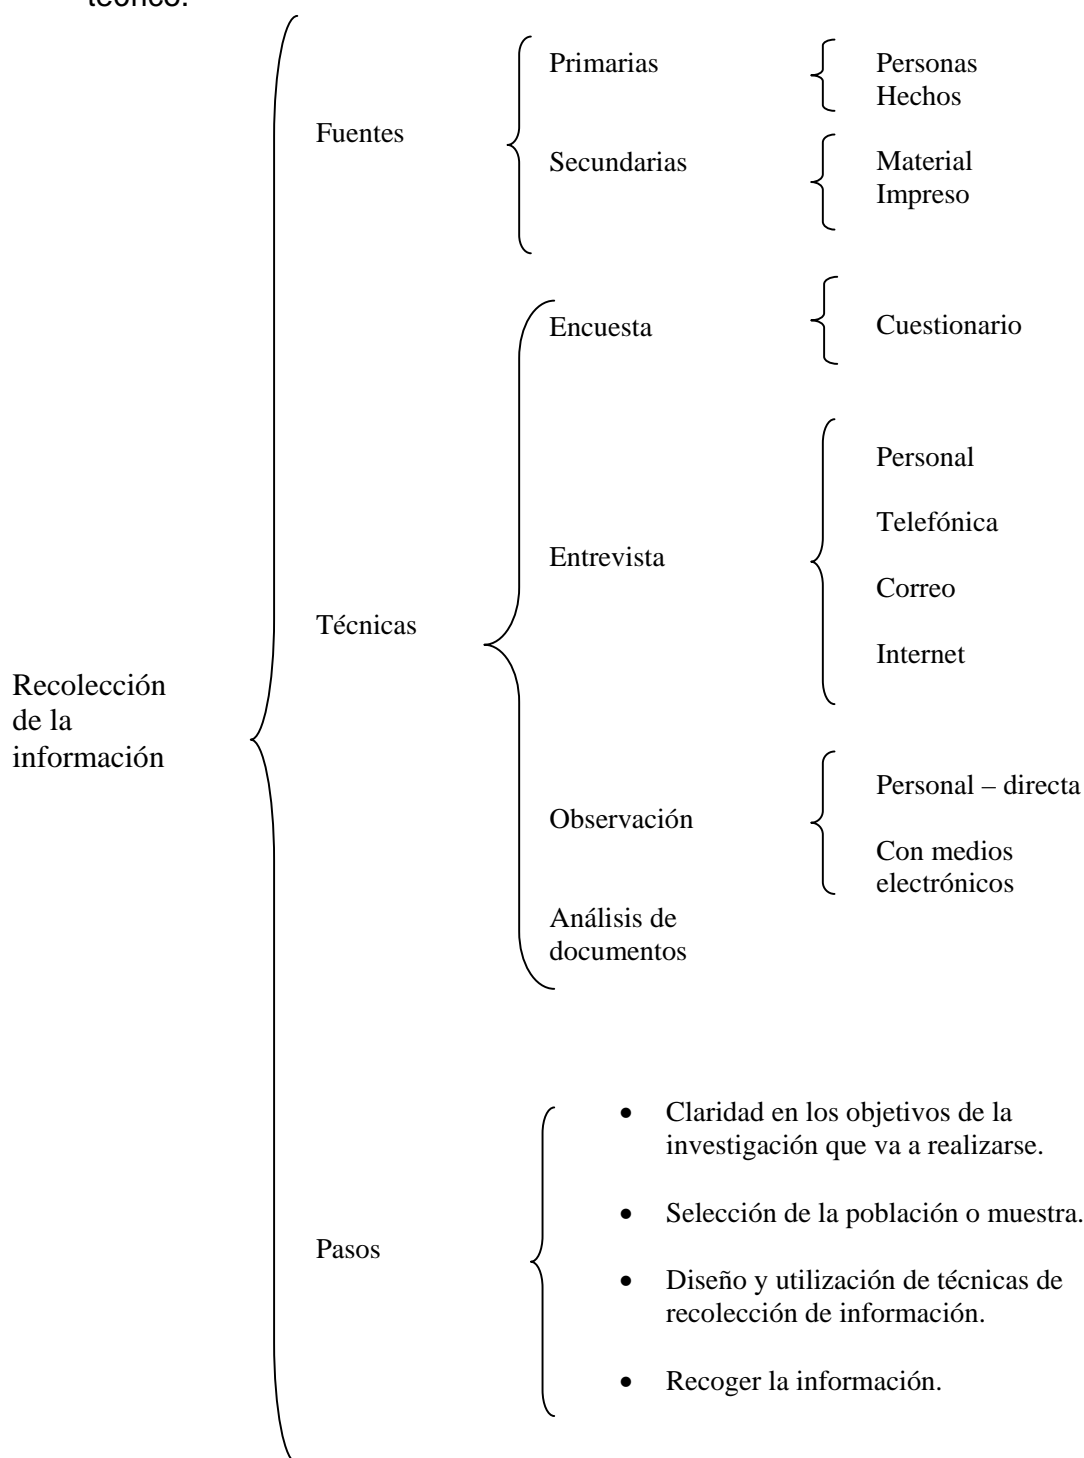 teórico.
Fuentes
Primarias
Personas
Hechos
Secundarias
Material
Impreso
Recolección
de la
información
Técnicas
Encuesta
Cuestionario
Entrevista
Personal
Telefónica
Correo
Internet
Observación
Personal – directa
Con medios
electrónicos
Análisis de
documentos
Pasos
• Claridad en los objetivos de la
investigación que va a realizarse.
• Selección de la población o muestra.
• Diseño y utilización de técnicas de
recolección de información.
• Recoger la información.